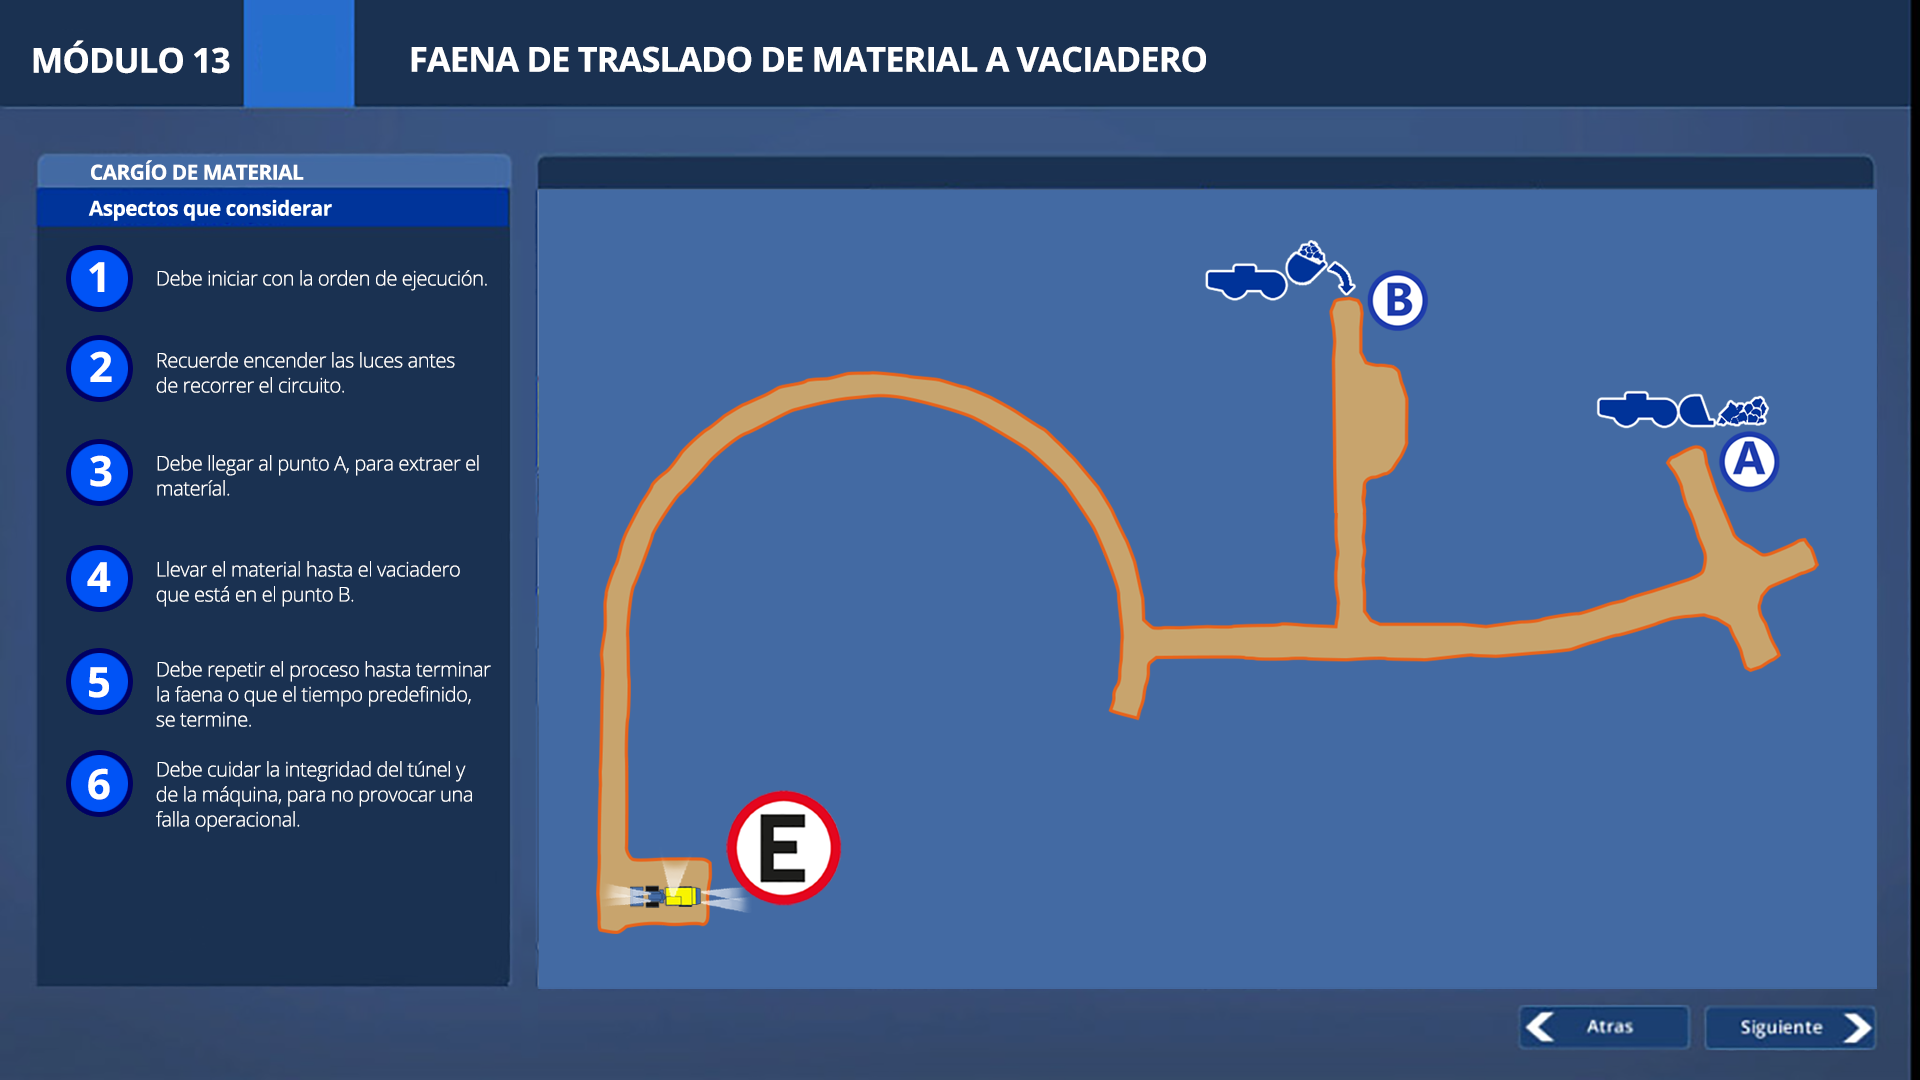 MÓDULO 13
FAENA DE TRASLADO DE MATERIAL A VACIADERO
CARGÍO DE MATERIAL
Aspectos que considerar
1
Debe iniciar con la orden de ejecución.
2
Recuerde encender las luces antes
de recorrer el circuito.
3
Debe llegar al punto A, para extraer el
materíal.
4
Llevar el material hasta el vaciadero
que está en el punto B.
5
Debe repetir el proceso hasta terminar
la faena o que el tiempo predefinido,
se termine.
6
Debe cuidar la integridad del túnel y
de la máquina, para no provocar una
falla operacional.
B
A
E
Atras
Siguiente